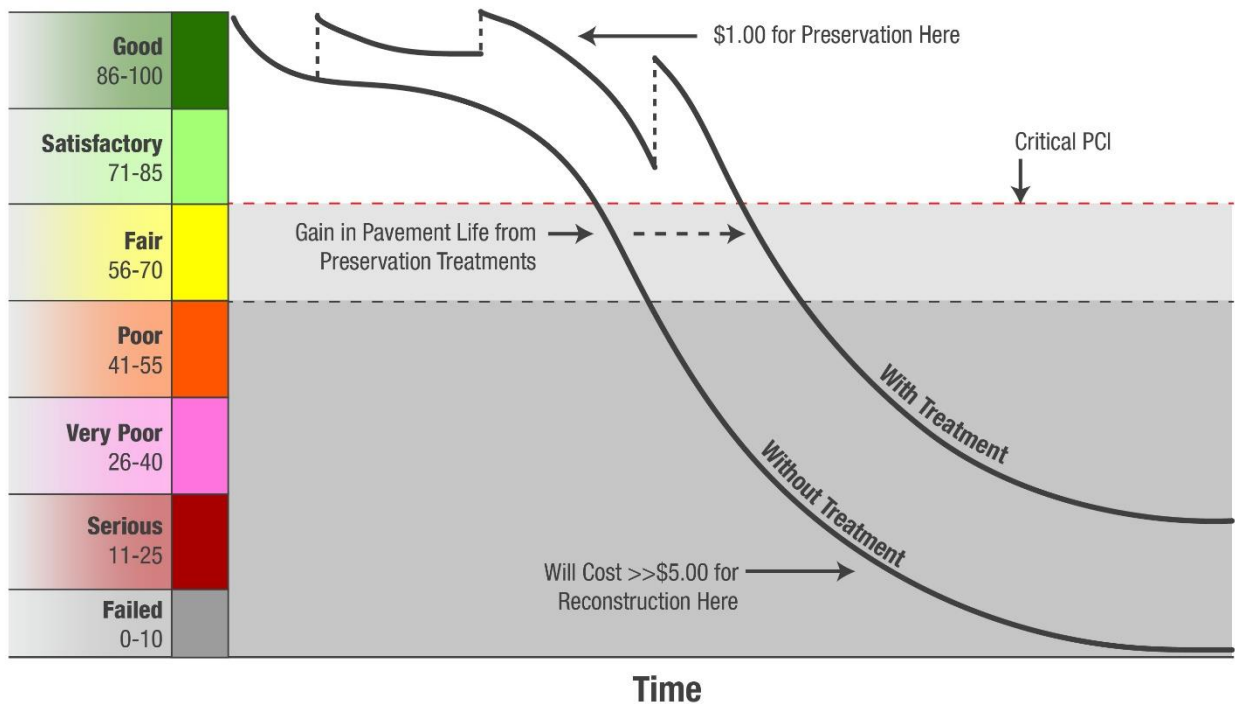 Good
86-100
$1.00 for Preservation Here
Satisfactory
71-85
Critical PCI
Fair
56-70
Gain in Pavement Life from
Preservation Treatments
Poor
41-55
With Treatment
Very Poor
26-40
Without Treatment
Serious
11-25
Will Cost >>$5.00 for
Reconstruction Here
Failed
0-10
Time